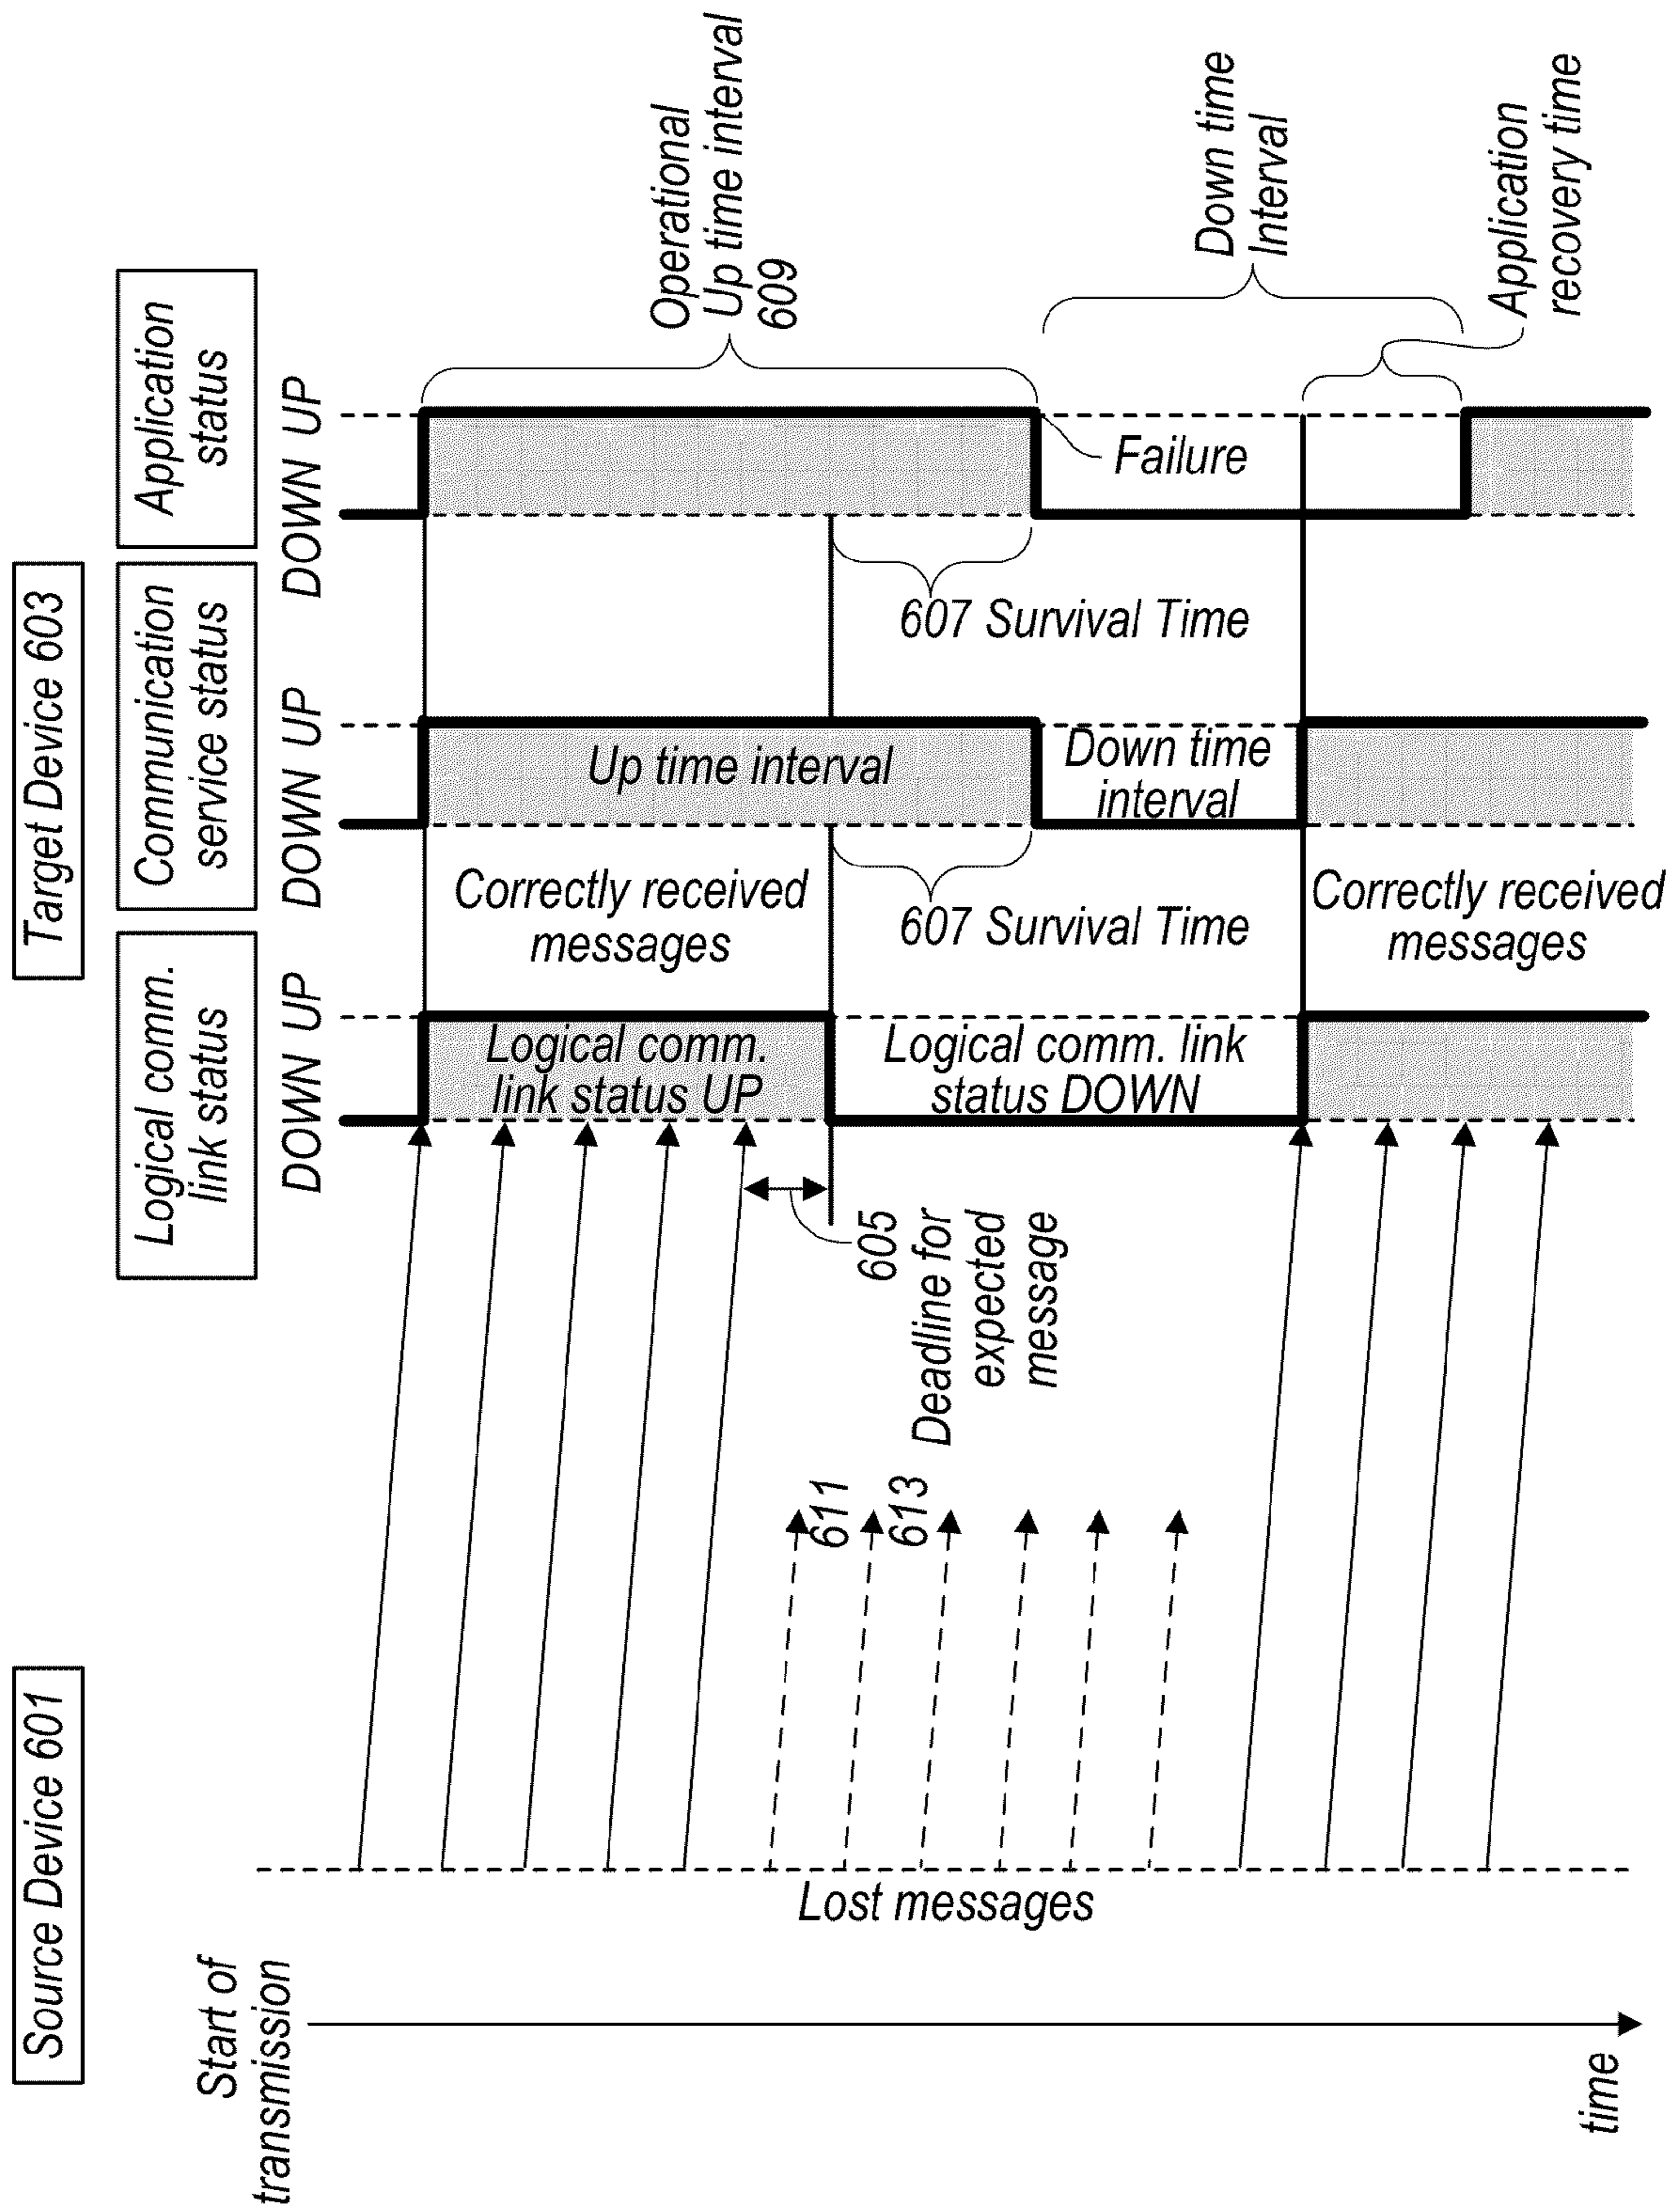 Source Device 601
Target Device 603
Start of
transmission
Logical comm.
link status
Communication
service status
Application
status
DOWN UP
DOWN UP
DOWN UP
Operational
Up time interval
609
Logical comm.
link status UP
Correctly received
messages
Up time interval
Lost messages
611
613
605
Deadline for
expected
message
607 Survival Time
607 Survival Time
Logical comm. link
status DOWN
Down time
interval
Failure
Down time
Interval
Correctly received
messages
Application
recovery time
time